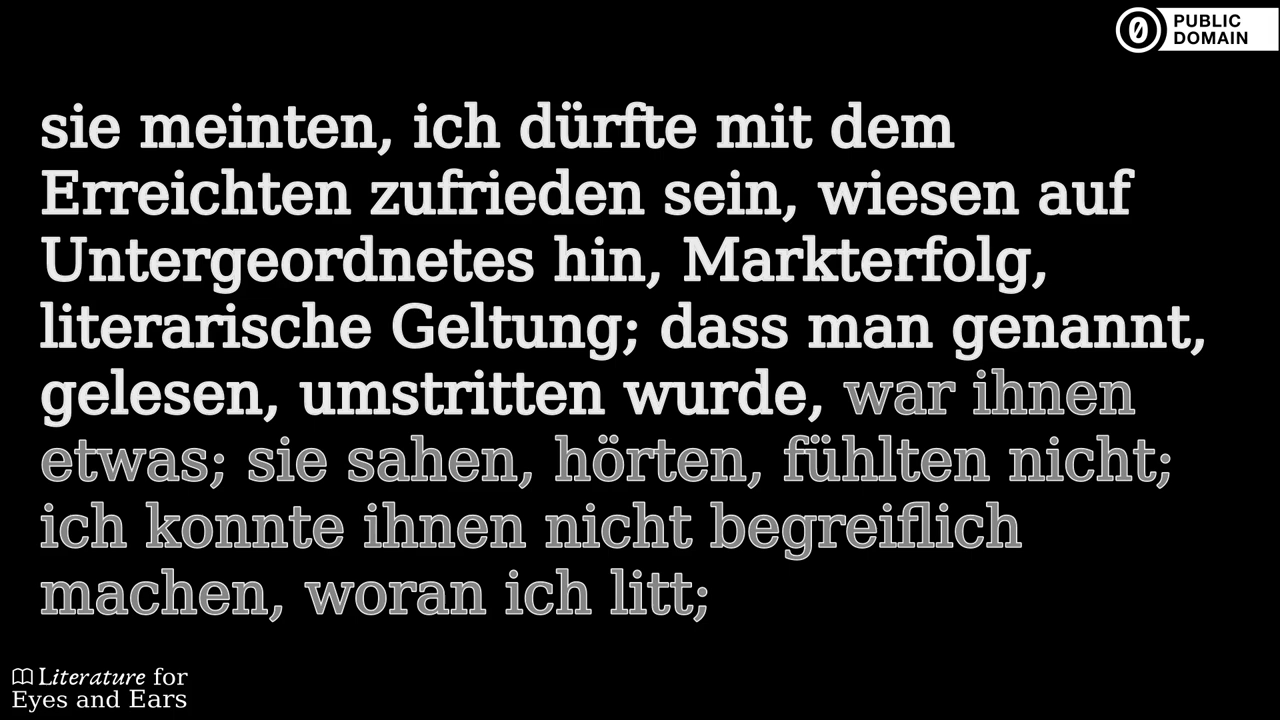 PUBLIC
DOMAIN
sie meinten, ich dürfte mit dem
Erreichten zufrieden sein, wiesen auf
Untergeordnetes hin, Markterfolg,
literarische Geltung; dass man genannt,
gelesen, umstritten wurde, war ihnen
etwas; sie sahen, hörten, fühlten nicht;
ich konnte ihnen nicht begreiflich
machen, woran ich litt;
Literature for
Eyes and Ears